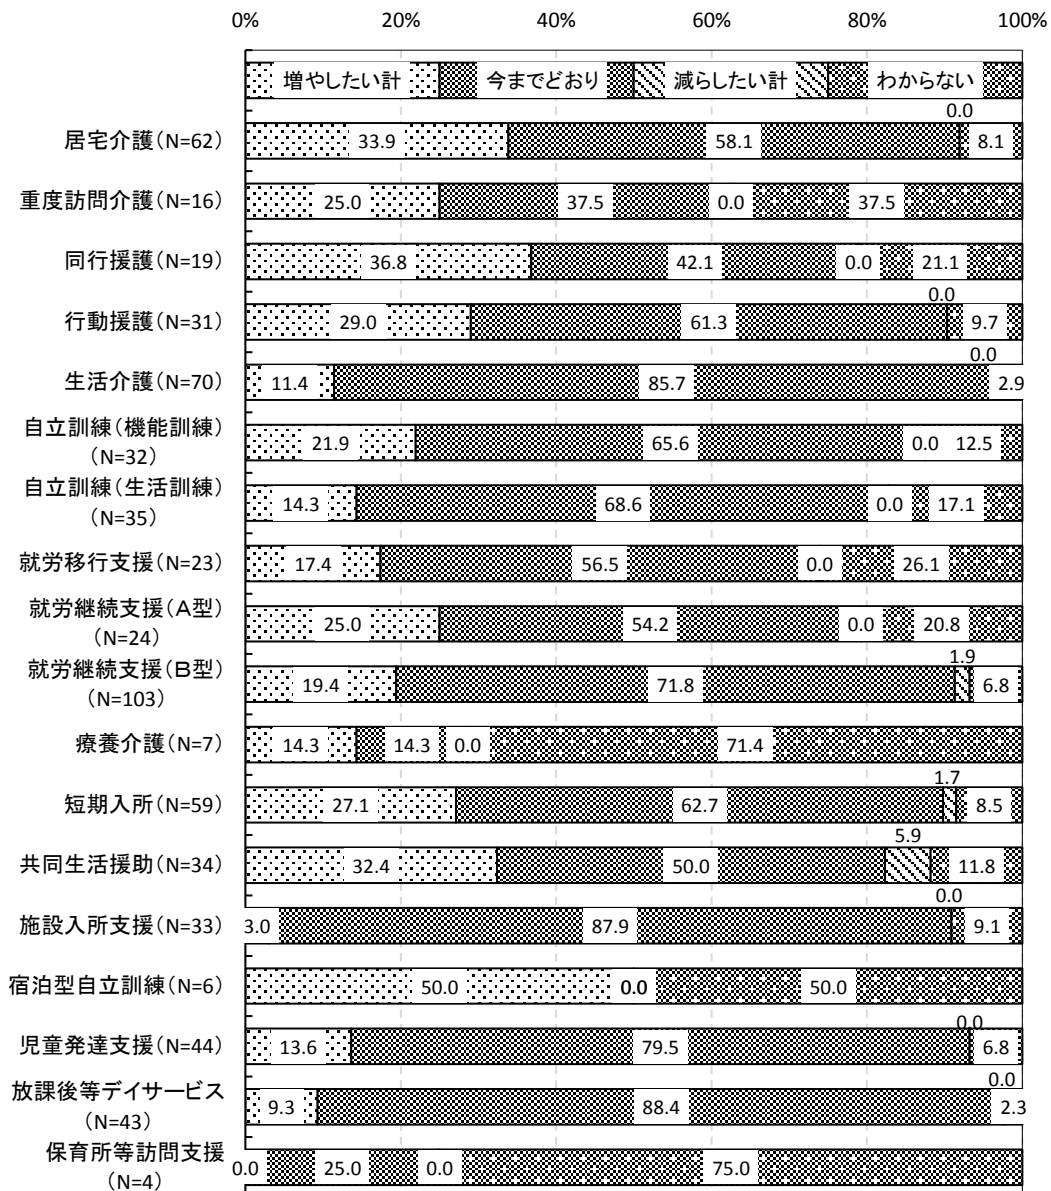 0% 20% 40% 60% 80% 100%
増やしたい計 今までどおり 減らしたい計 わからない
0.0
居宅介護(N=62) 33.9 58.1 8.1
重度訪問介護(N=16) 25.0 37.5 0.0 37.5
同行援護(N=19) 36.8 42.1 0.0 21.1
0.0
行動援護(N=31) 29.0 61.3 9.7
0.0
生活介護(N=70) 11.4 85.7 2.9
自立訓練(機能訓練)
(N=32) 21.9 65.6 0.0 12.5
自立訓練(生活訓練)
(N=35) 14.3 68.6 0.0 17.1
就労移行支援(N=23) 17.4 56.5 0.0 26.1
就労継続支援(A型)
(N=24) 25.0 54.2 0.0 20.8
1.9
就労継続支援(B型)
(N=103) 19.4 71.8 6.8
療養介護(N=7) 14.3 14.3 0.0 71.4
1.7
短期入所(N=59) 27.1 62.7 8.5
5.9
共同生活援助(N=34) 32.4 50.0 11.8
0.0
施設入所支援(N=33) 3.0 87.9 9.1
宿泊型自立訓練(N=6) 50.0 0.0 50.0
0.0
児童発達支援(N=44) 13.6 79.5 6.8
0.0
放課後等デイサービス
(N=43) 9.3 88.4 2.3
保育所等訪問支援
(N=4) 0.0 25.0 0.0 75.0